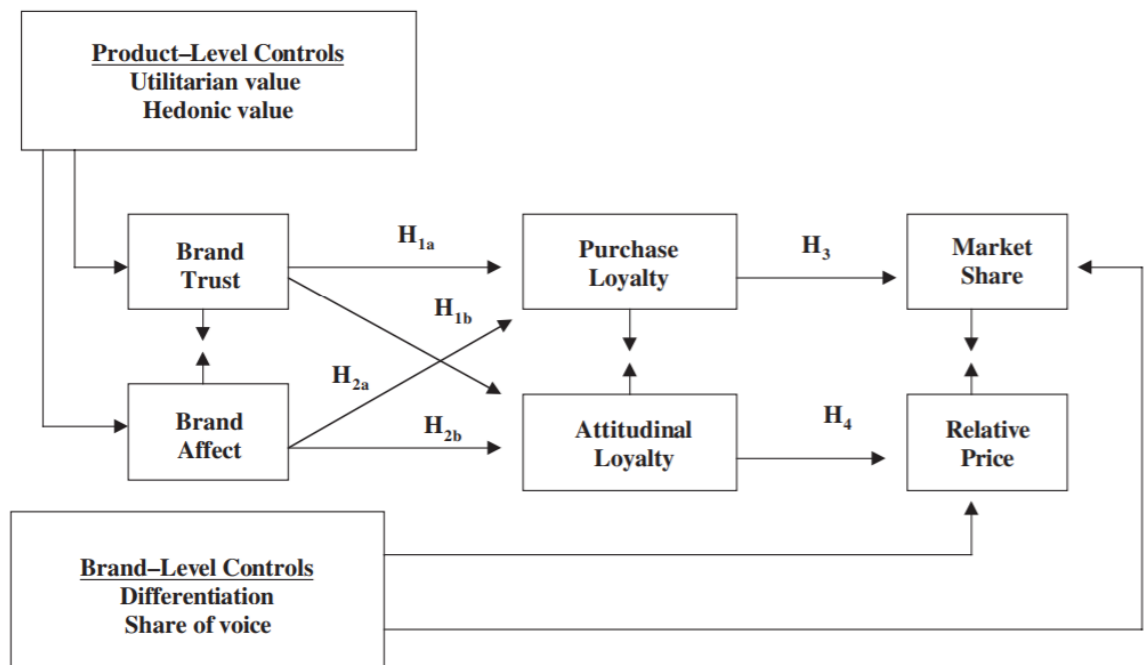 Product–Level Controls
Utilitarian value
Hedonic value
Brand
Trust
H1a
Purchase
Loyalty
H3
Market
Share
H1b
H2a
Brand
Affect
H2b
Attitudinal
Loyalty
H4
Relative
Price
Brand–Level Controls
Differentiation
Share of voice